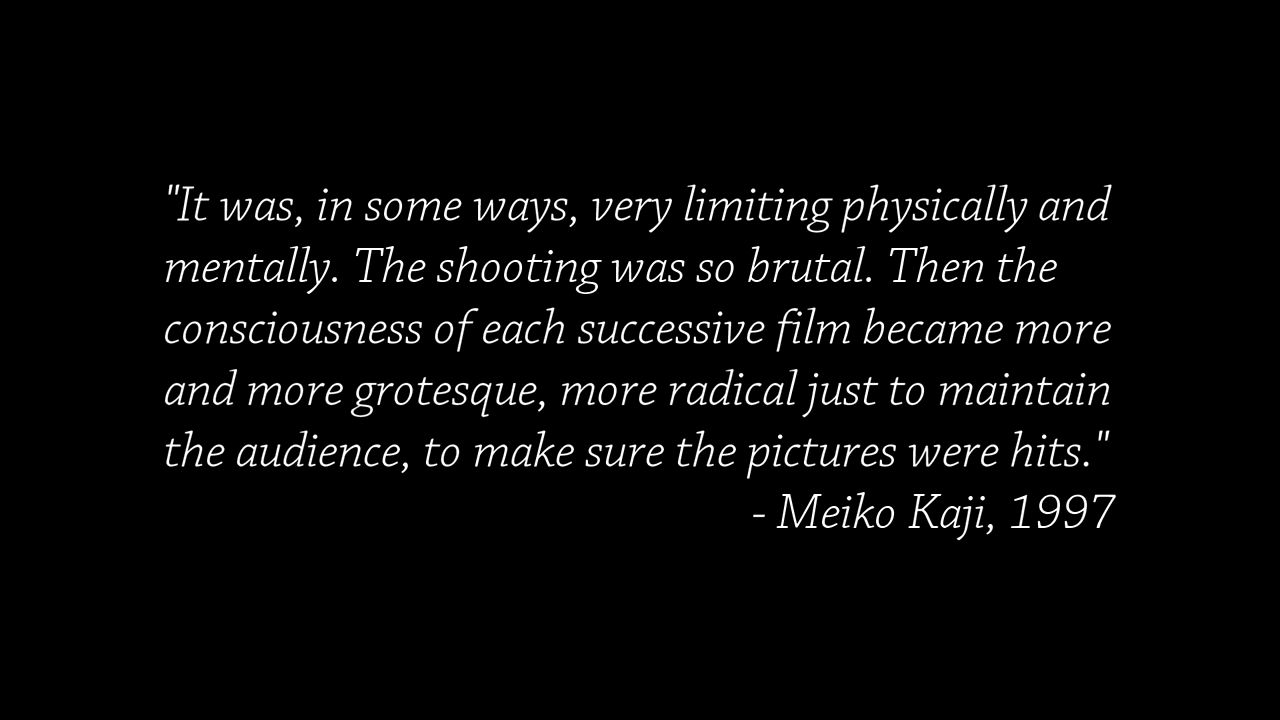 "It was, in some ways, very limiting physically and
mentally. The shooting was so brutal. Then the
consciousness of each successive film became more
and more grotesque, more radical just to maintain
the audience, to make sure the pictures were hits."
- Meiko Kaji, 1997